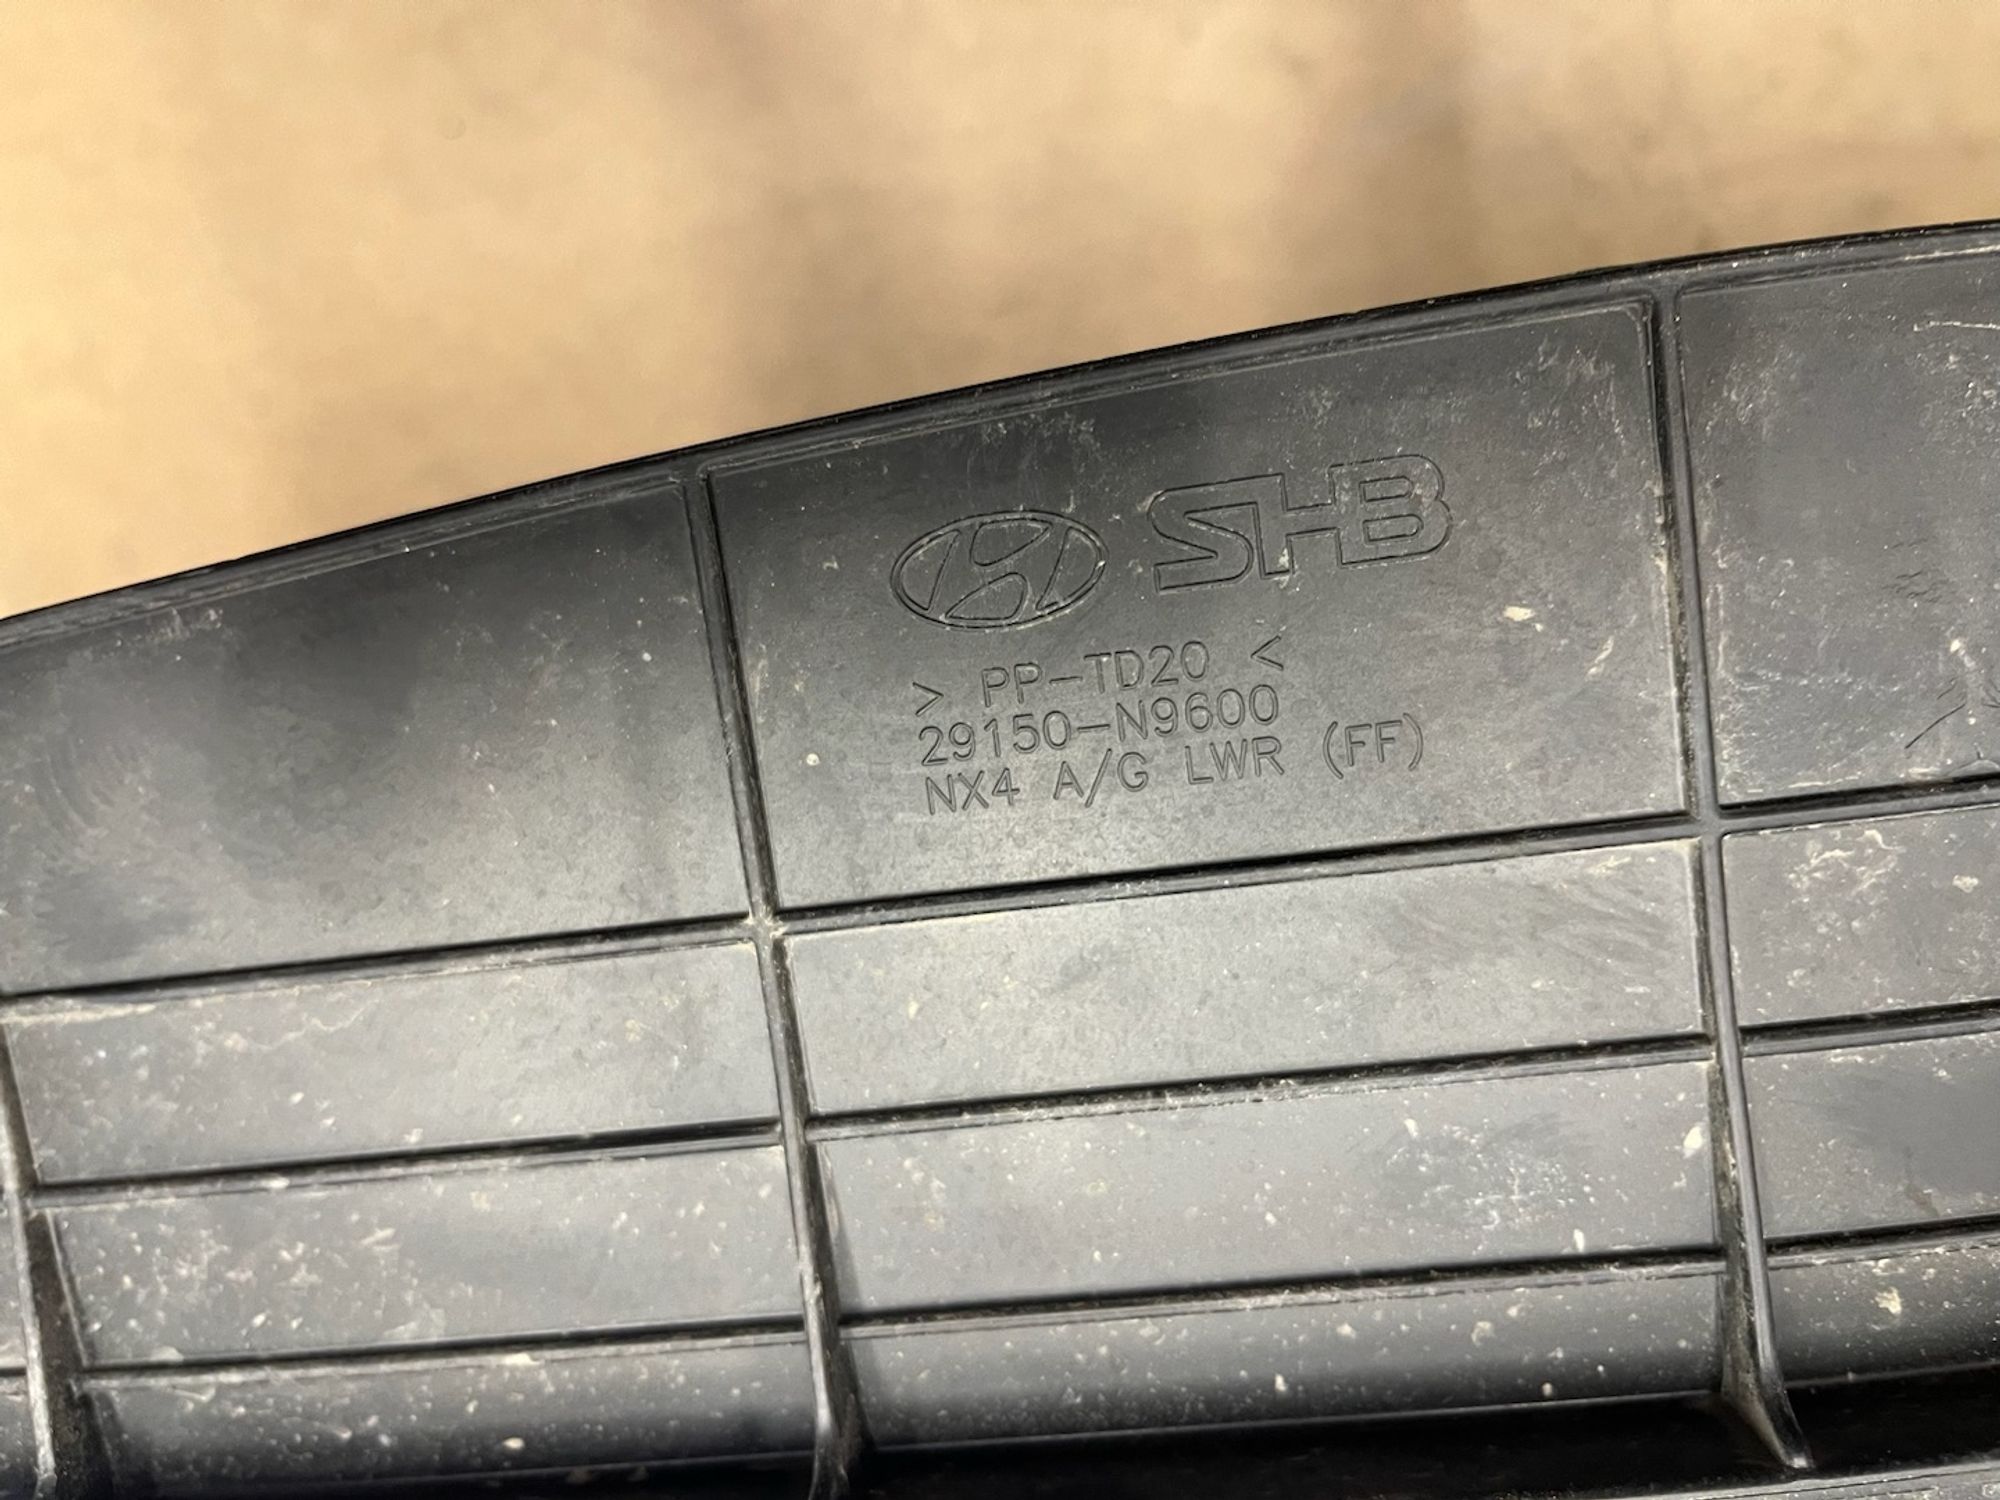 SHB
> PP-TD20 <
29150-N9600
NX4 A/G LWR (FF)